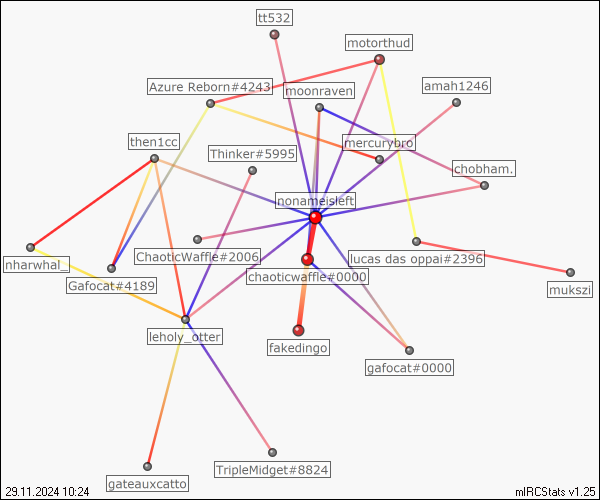 tt532
motorthud
Azure Reborn#4243
moonraven
amah1246
then1cc
mercurybro
Thinker#5995
chobham.
nonameisleft
nharwhal_
ChaoticWaffle#2006
lucas das oppai#2396
Gafocat#4189
chaoticwaffle#0000
mukszi
leholy_otter
fakedingo
gafocat#0000
gateauxcatto
TripleMidget#8824
29.11.2024 10:24
mIRCStats v1.25